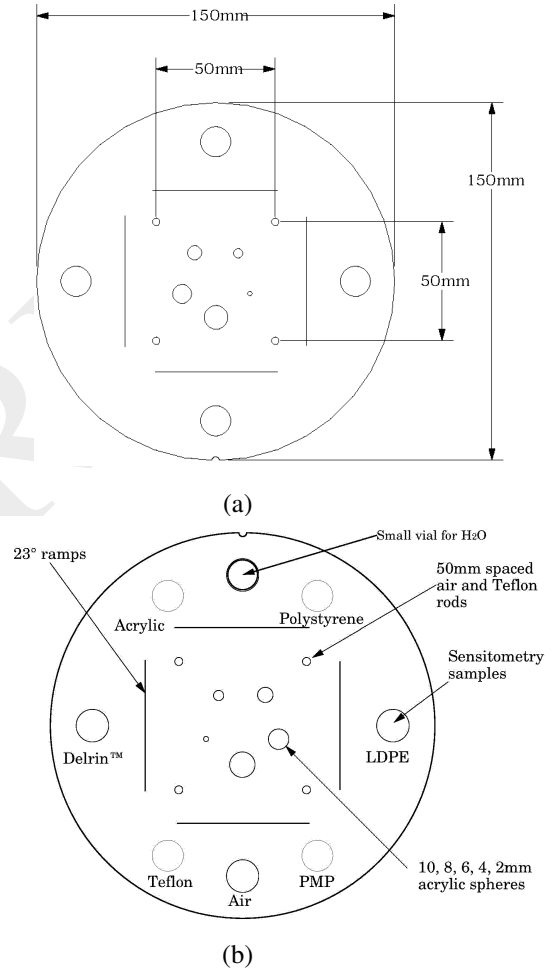 150mm
50mm
150mm
50mm
(a)
Small vial for H2O
23° ramps
50mm spaced
air and Teflon
rods
Acrylic
Polystyrene
Sensitometry
samples
Delrin™
LDPE
Teflon
Air
PMP
10, 8, 6, 4, 2mm
acrylic spheres
(b)